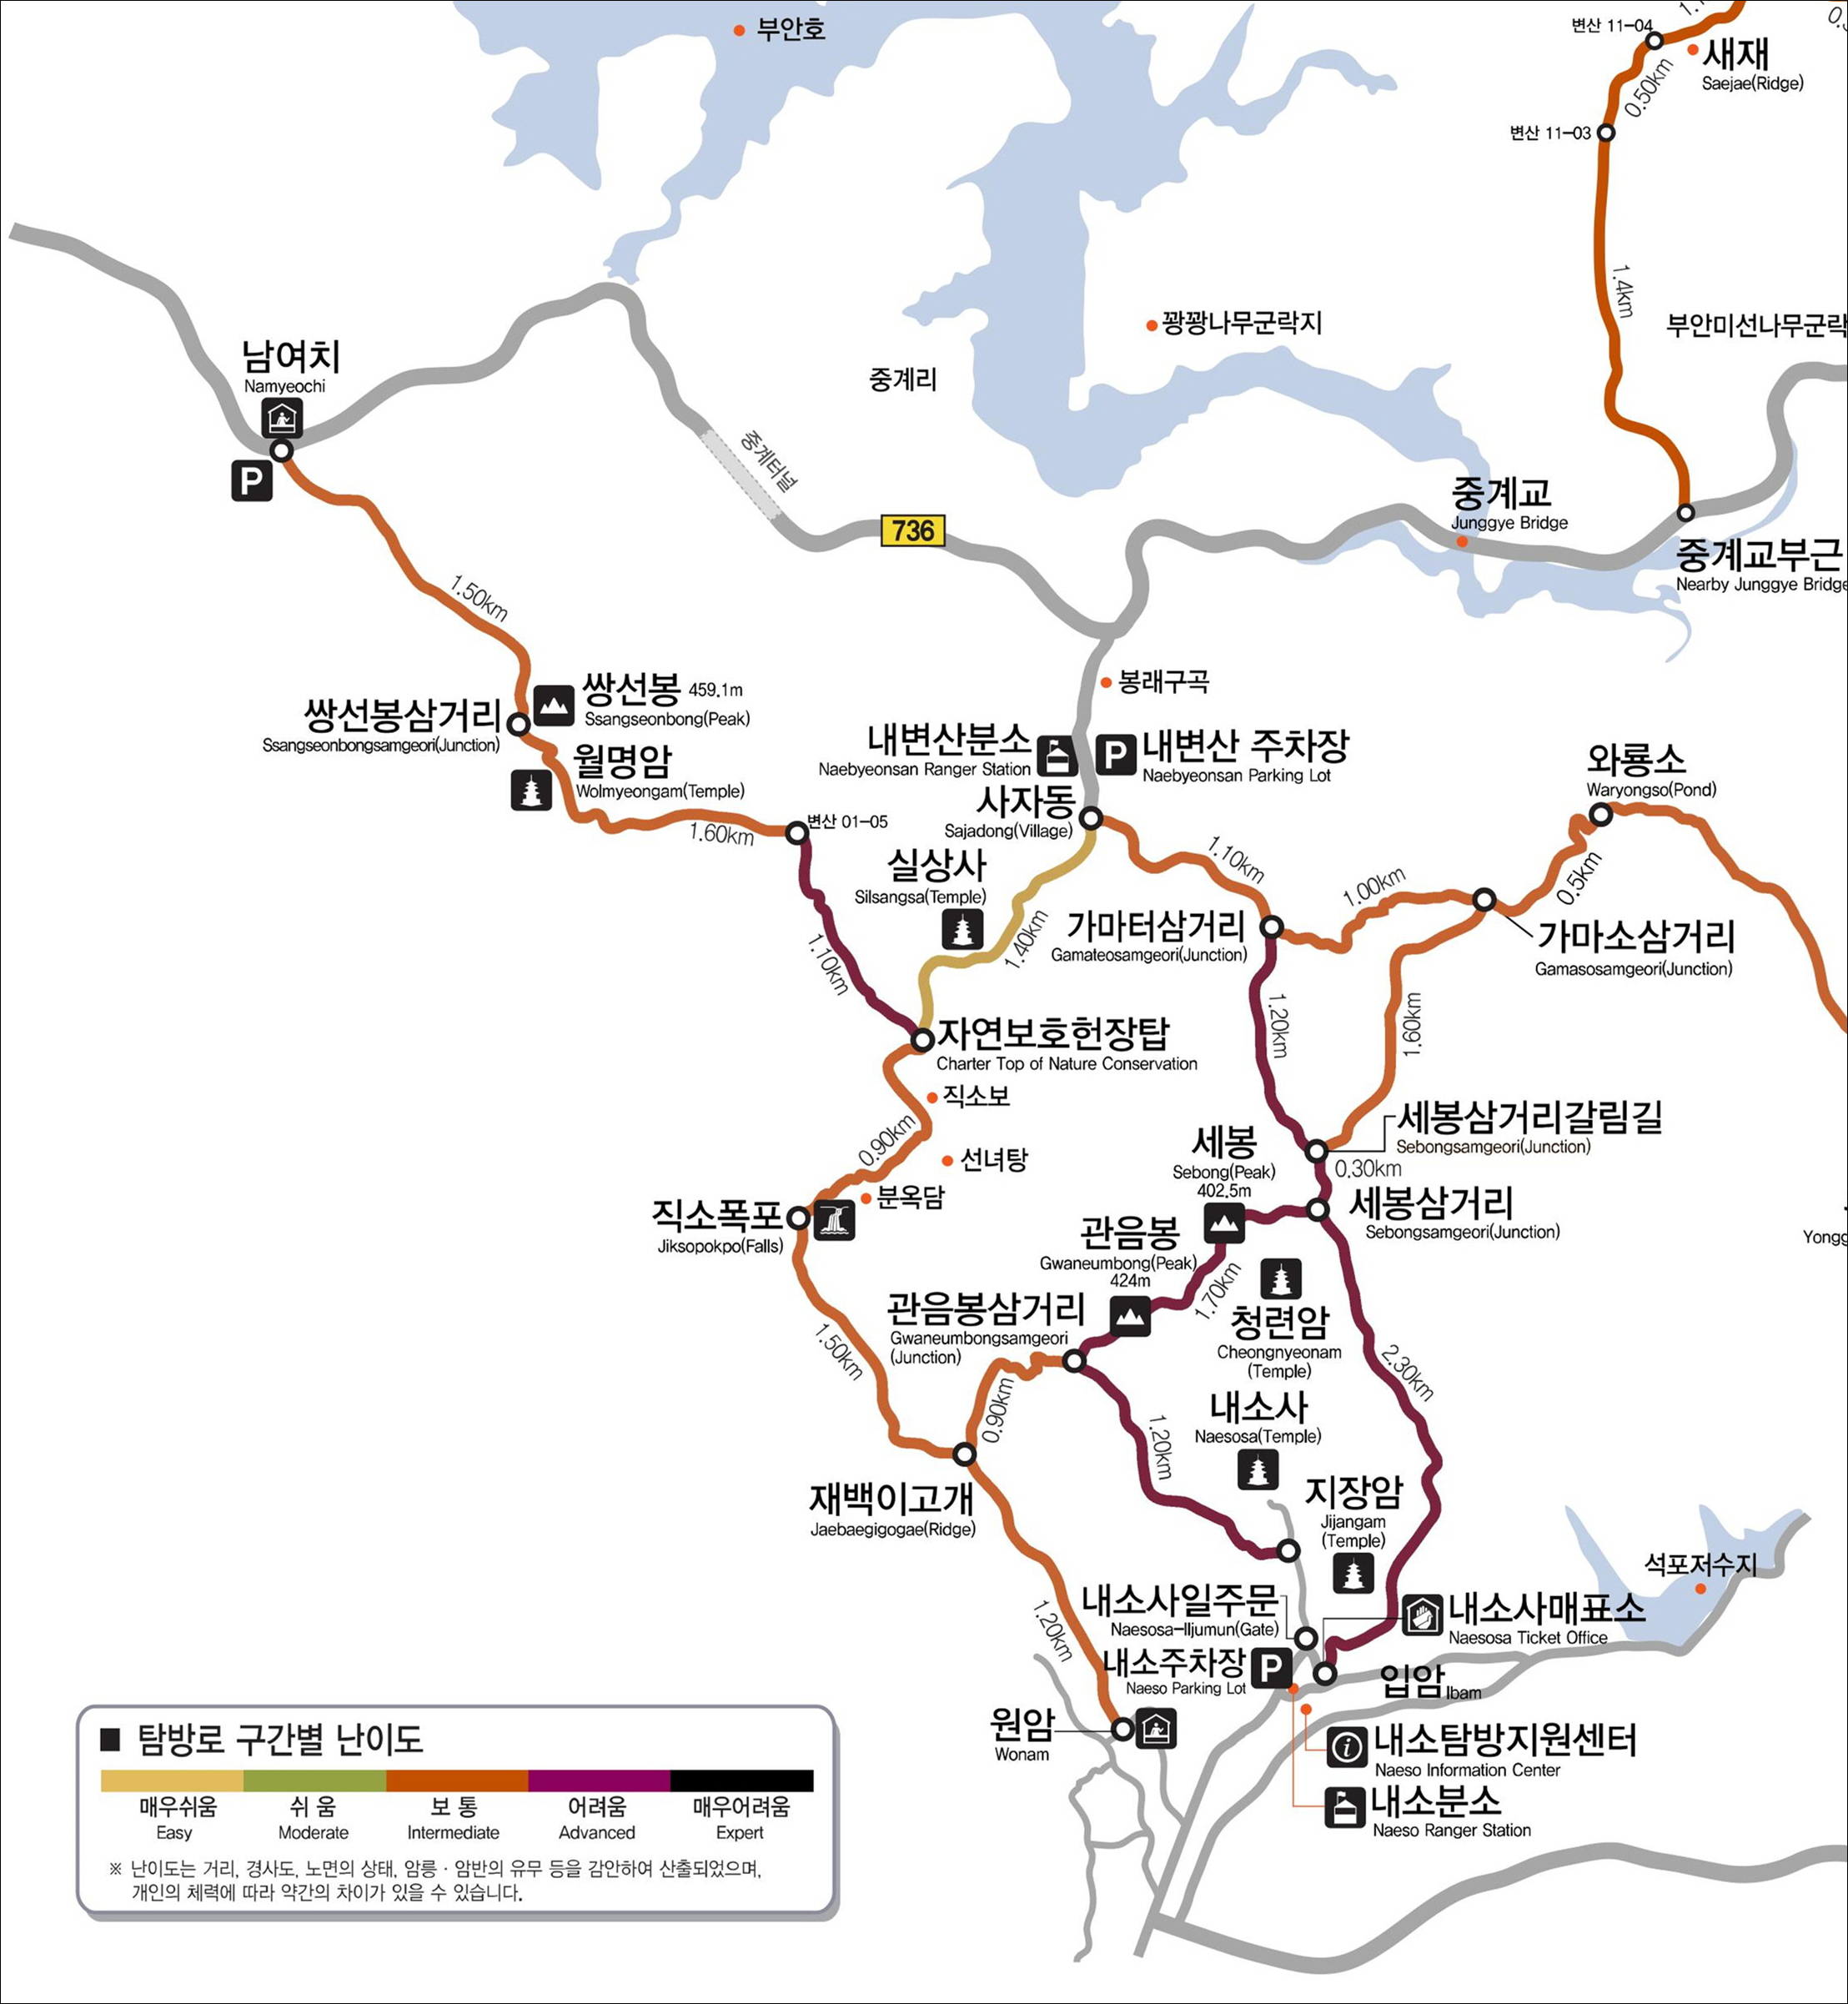 부안호
변산 11-04
새재
Saejae(Ridge)
0.50km
변산 11-03
1.4km
꽝꽝나무군락지
부안미선나무군락
중계리
남여치
Namyeochi
P
중계터널
736
중계교
Junggye Bridge
중계교부근
Nearby Junggye Bridge
1.50km
봉래구곡
쌍선봉 459.1m
Ssangseonbong(Peak)
쌍선봉삼거리
Ssangseonbongsamgeori(Junction)
월명암
Wolmyeongam(Temple)
1.60km
변산 01-05
내변산분소
Naebyeonsan Ranger Station
P
내변산 주차장
Naebyeonsan Parking Lot
사자동
Sajadong(Village)
와룡소
Waryongso(Pond)
실상사
Silsangsa(Temple)
1.10km
1.00km
0.5km
1.10km
1.40km
가마터삼거리
Gamateosamgeori(Junction)
가마소삼거리
Gamasosamgeori(Junction)
1.20km
1.60km
자연보호헌장탑
Charter Top of Nature Conservation
직소보
0.90km
선녀탕
분옥담
세봉삼거리갈림길
Sebongsamgeori(Junction)
0.30km
세봉
Sebong(Peak)
402.5m
세봉삼거리
Sebongsamgeori(Junction)
Yongg
직소폭포
Jiksopokpo(Falls)
관음봉
Gwaneumbong(Peak)
424m
1.70km
관음봉삼거리
Gwaneumbongsamgeori
(Junction)
청련암
Cheongnyeonam
(Temple)
1.50km
2.30km
0.90km
1.20km
내소사
Naesosa(Temple)
재백이고개
Jaebaegigogae(Ridge)
지장암
Jijangam
(Temple)
석포저수지
내소사일주문
Naesosa-Iljumun(Gate)
내소사매표소
Naesosa Ticket Office
1.20km
내소주차장
Naeso Parking Lot
P
입암 Ibam
원암
Wonam
내소탐방지원센터
Naeso Information Center
내소분소
Naeso Ranger Station
■ 탐방로 구간별 난이도
매우쉬움 쉬 움 보 통 어려움 매우어려움
Easy Moderate Intermediate Advanced Expert
※ 난이도는 거리, 경사도, 노면의 상태, 암릉 · 암반의 유무 등을 감안하여 산출되었으며,
개인의 체력에 따라 약간의 차이가 있을 수 있습니다.